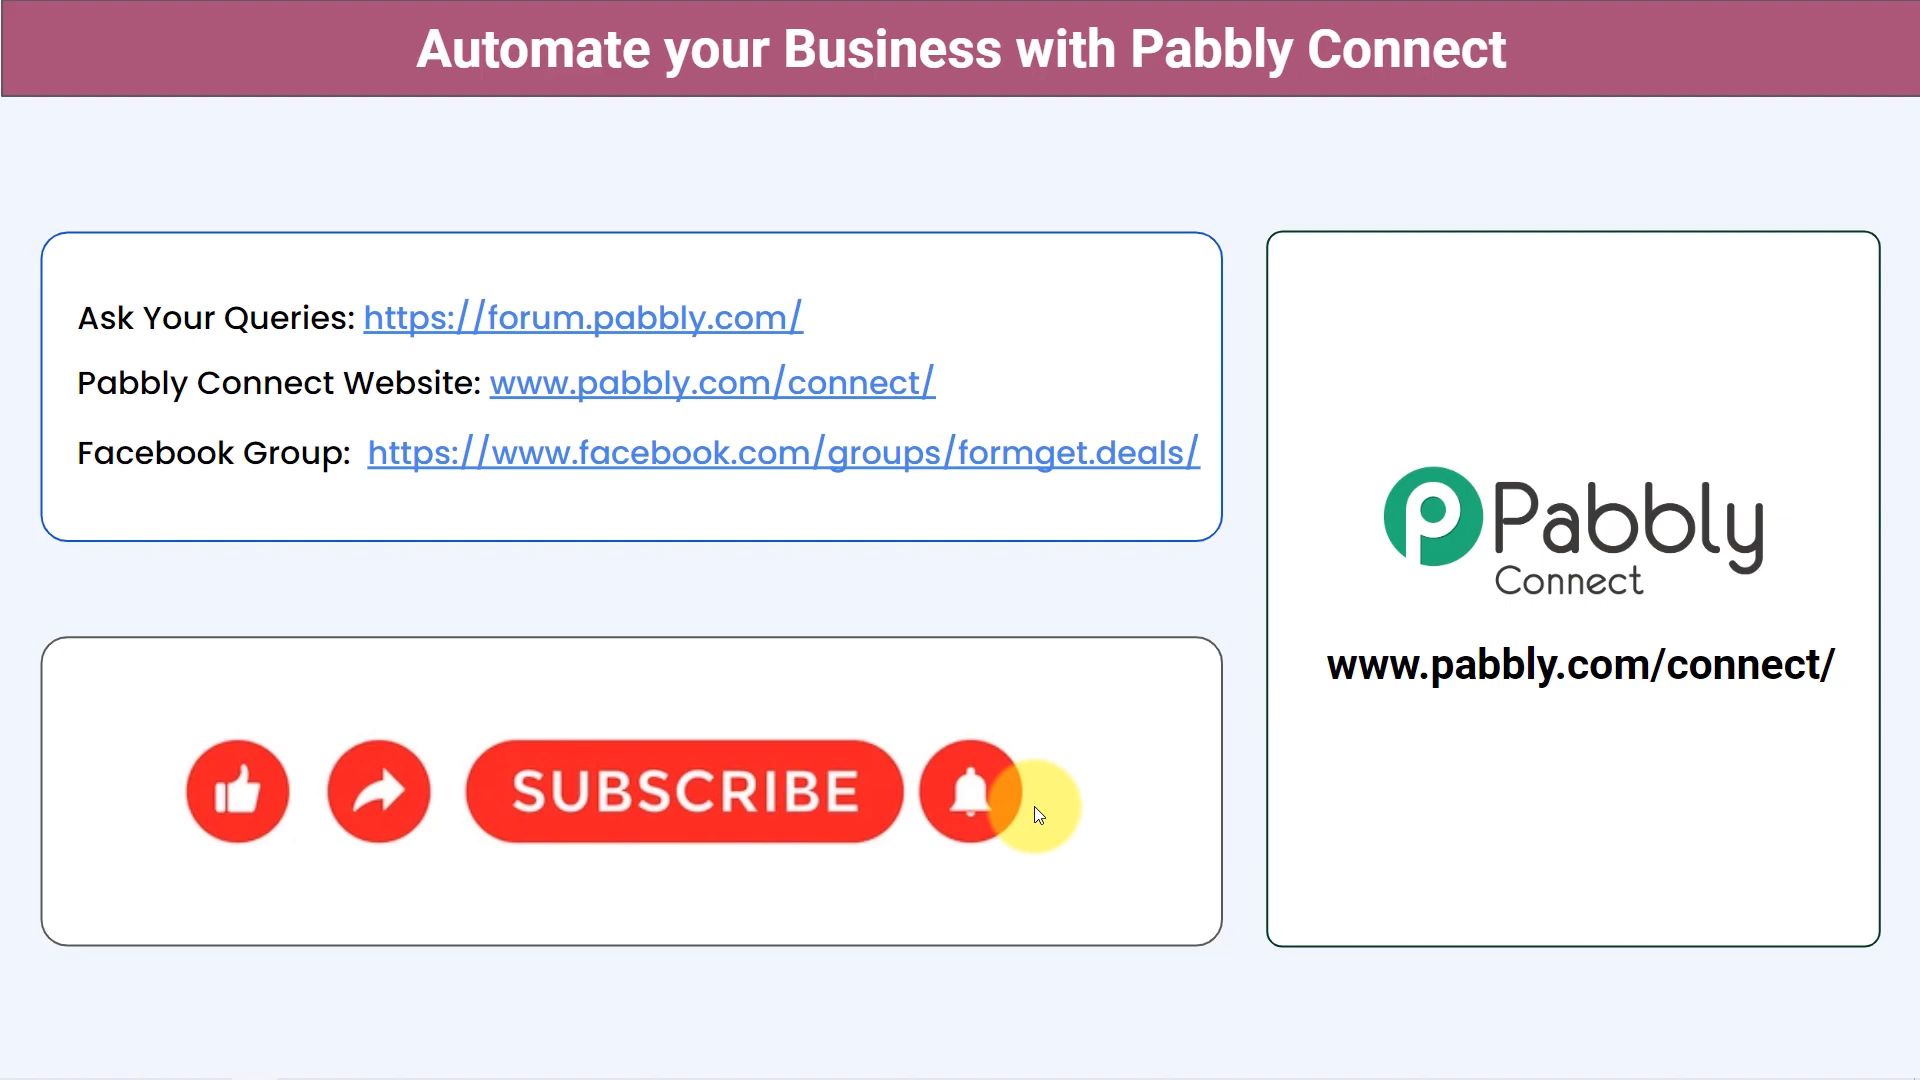 Automate your Business with Pabbly Connect
Ask Your Queries: https://forum.pabbly.com/
Pabbly Connect Website: www.pabbly.com/connect/
Facebook Group: https://www.facebook.com/groups/formget.deals/
SUBSCRIBE
Pabbly
Connect
www.pabbly.com/connect/